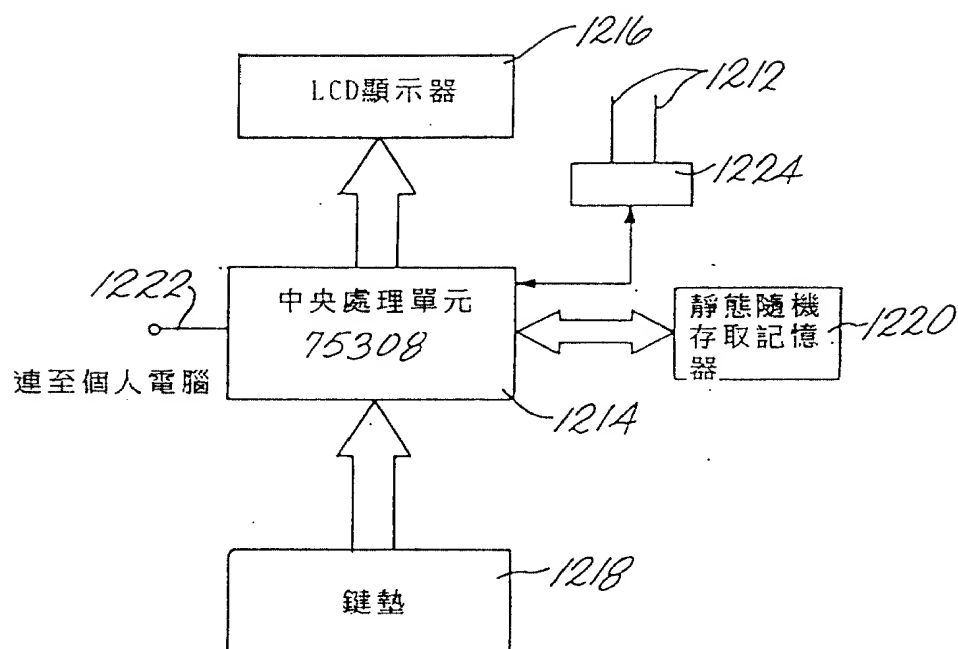 1216
LCD顯示器
1212
1224
1222
中央處理單元
75308
靜態隨機
存取記憶
器
1220
連至個人電腦
1214
1218
鍵墊